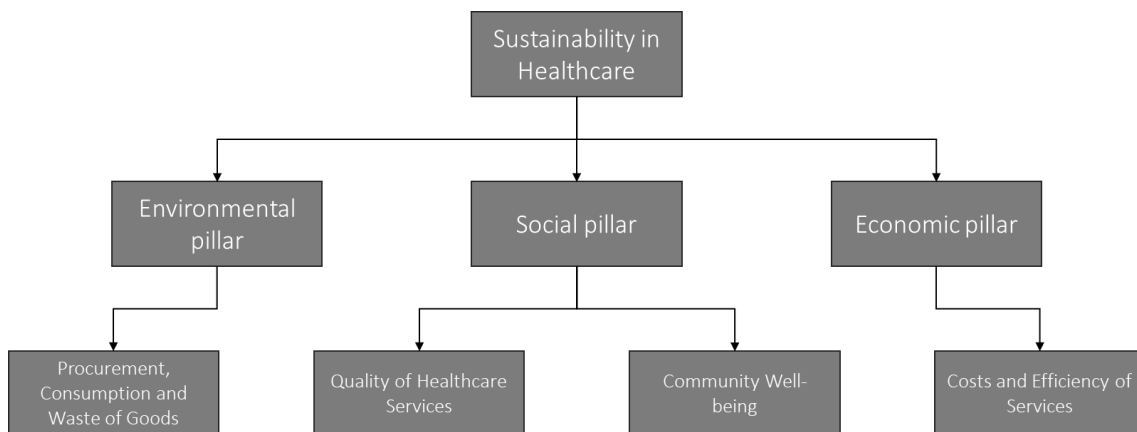 Sustainability in
Healthcare
Environmental
pillar
Social pillar
Economic pillar
Procurement,
Consumption and
Waste of Goods
Quality of Healthcare
Services
Community Well-
being
Costs and Efficiency of
Services